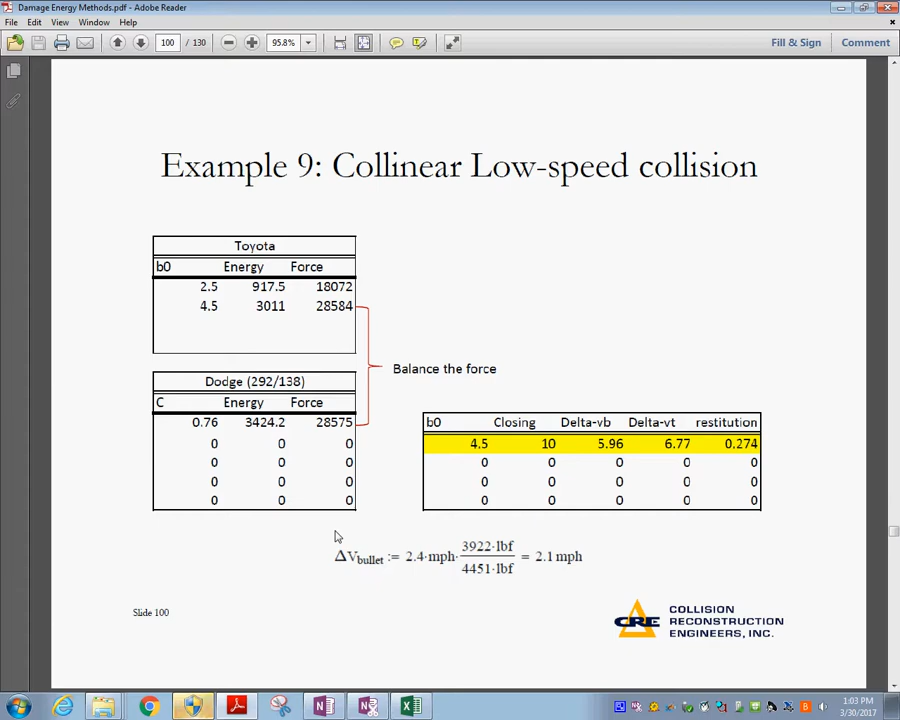 Damage Energy Methods.pdf - Adobe Reader
File Edit View Window Help
100 / 130 95.8% Fill & Sign Comment
Example 9: Collinear Low-speed collision
Toyota
b0 Energy Force
2.5 917.5 18072
4.5 3011 28584
Balance the force
Dodge (292/138)
C Energy Force
0.76 3424.2 28575
0 0 0
0 0 0
0 0 0
0 0 0
b0 Closing Delta-vb Delta-vt restitution
4.5 10 5.96 6.77 0.274
0 0 0 0 0
0 0 0 0 0
0 0 0 0 0
ΔVbullet := 2.4·mph· 3922·lbf / 4451·lbf = 2.1 mph
Slide 100
CRE
COLLISION
RECONSTRUCTION
ENGINEERS, INC.
1:03 PM
3/30/2017